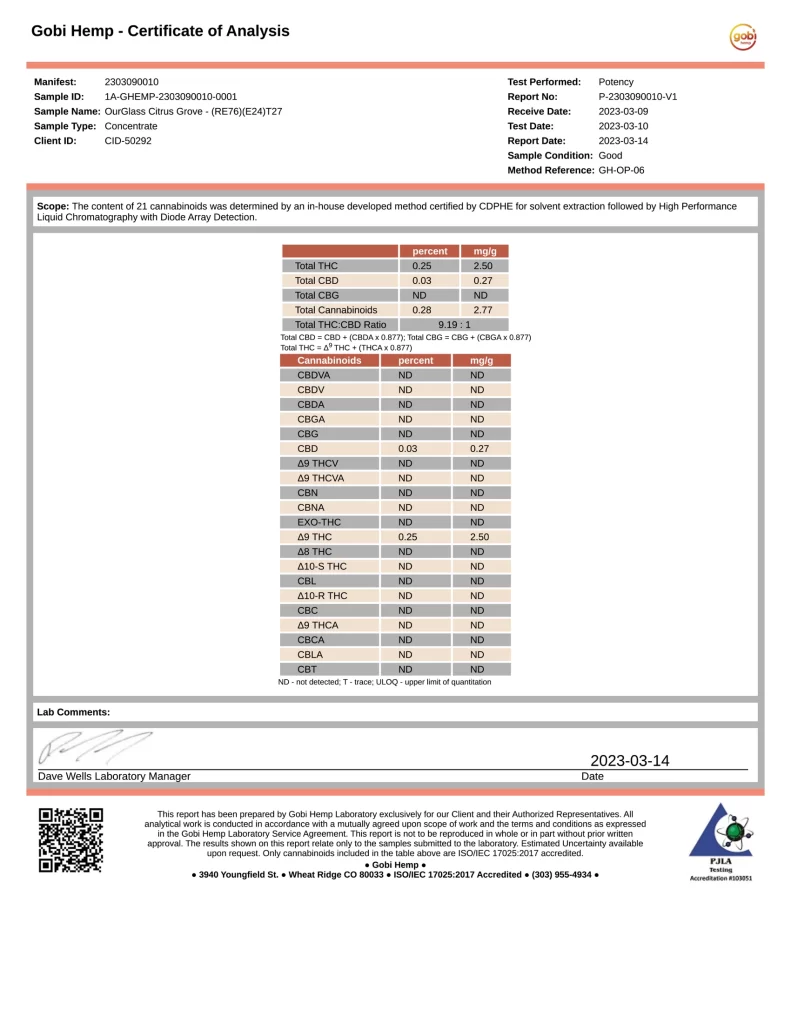 Gobi Hemp - Certificate of Analysis
gobi
Manifest: 2303090010
Sample ID: 1A-GHEMP-2303090010-0001
Sample Name: OurGlass Citrus Grove - (RE76)(E24)T27
Sample Type: Concentrate
Client ID: CID-50292
Test Performed: Potency
Report No: P-2303090010-V1
Receive Date: 2023-03-09
Test Date: 2023-03-10
Report Date: 2023-03-14
Sample Condition: Good
Method Reference: GH-OP-06
Scope: The content of 21 cannabinoids was determined by an in-house developed method certified by CDPHE for solvent extraction followed by High Performance
Liquid Chromatography with Diode Array Detection.
percent mg/g
Total THC 0.25 2.50
Total CBD 0.03 0.27
Total CBG ND ND
Total Cannabinoids 0.28 2.77
Total THC:CBD Ratio 9.19 : 1
Total CBD = CBD + (CBDA x 0.877); Total CBG = CBG + (CBGA x 0.877)
Total THC = Δ9 THC + (THCA x 0.877)
Cannabinoids percent mg/g
CBDVA ND ND
CBDV ND ND
CBDA ND ND
CBGA ND ND
CBG ND ND
CBD 0.03 0.27
Δ9 THCV ND ND
Δ9 THCVA ND ND
CBN ND ND
CBNA ND ND
EXO-THC ND ND
Δ9 THC 0.25 2.50
Δ8 THC ND ND
Δ10-S THC ND ND
CBL ND ND
Δ10-R THC ND ND
CBC ND ND
Δ9 THCA ND ND
CBCA ND ND
CBLA ND ND
CBT ND ND
ND - not detected; T - trace; ULOQ - upper limit of quantitation
Lab Comments:
2023-03-14
Dave Wells Laboratory Manager Date
This report has been prepared by Gobi Hemp Laboratory exclusively for our Client and their Authorized Representatives. All
analytical work is conducted in accordance with a mutually agreed upon scope of work and the terms and conditions as expressed
in the Gobi Hemp Laboratory Service Agreement. This report is not to be reproduced in whole or in part without prior written
approval. The results shown on this report relate only to the samples submitted to the laboratory. Estimated Uncertainty available
upon request. Only cannabinoids included in the table above are ISO/IEC 17025:2017 accredited.
● Gobi Hemp ●
● 3940 Youngfield St. ● Wheat Ridge CO 80033 ● ISO/IEC 17025:2017 Accredited ● (303) 955-4934 ●
PJLA
Testing
Accreditation #103051